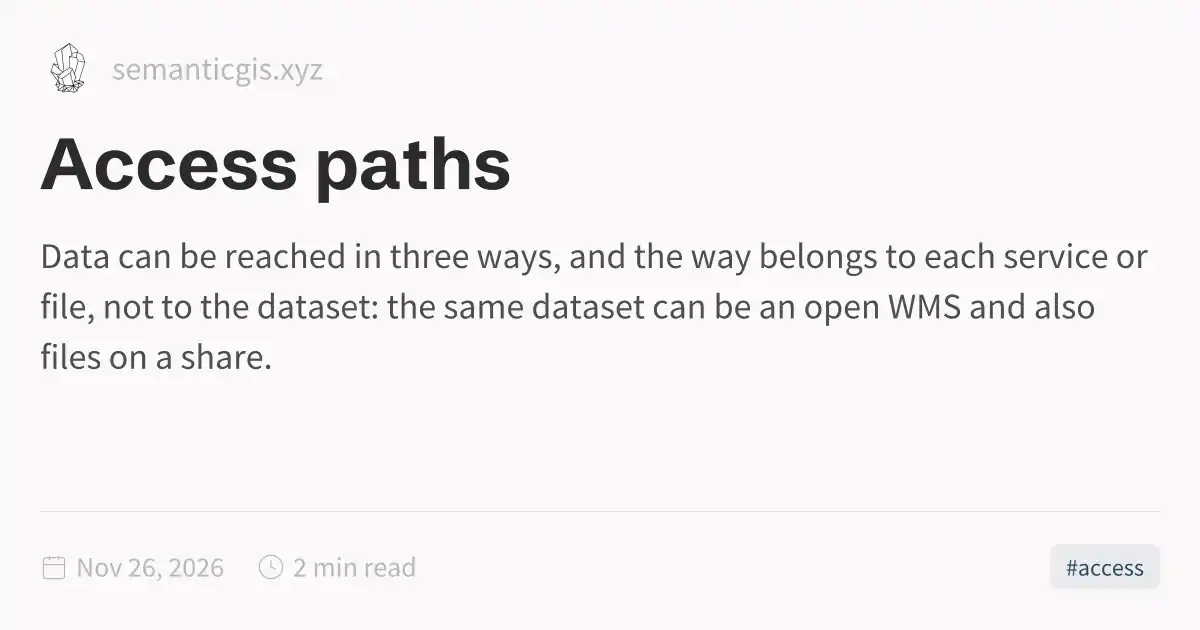 semanticgis.xyz
Access paths
Data can be reached in three ways, and the way belongs to each service or
file, not to the dataset: the same dataset can be an open WMS and also
files on a share.
Nov 26, 2026 2 min read #access